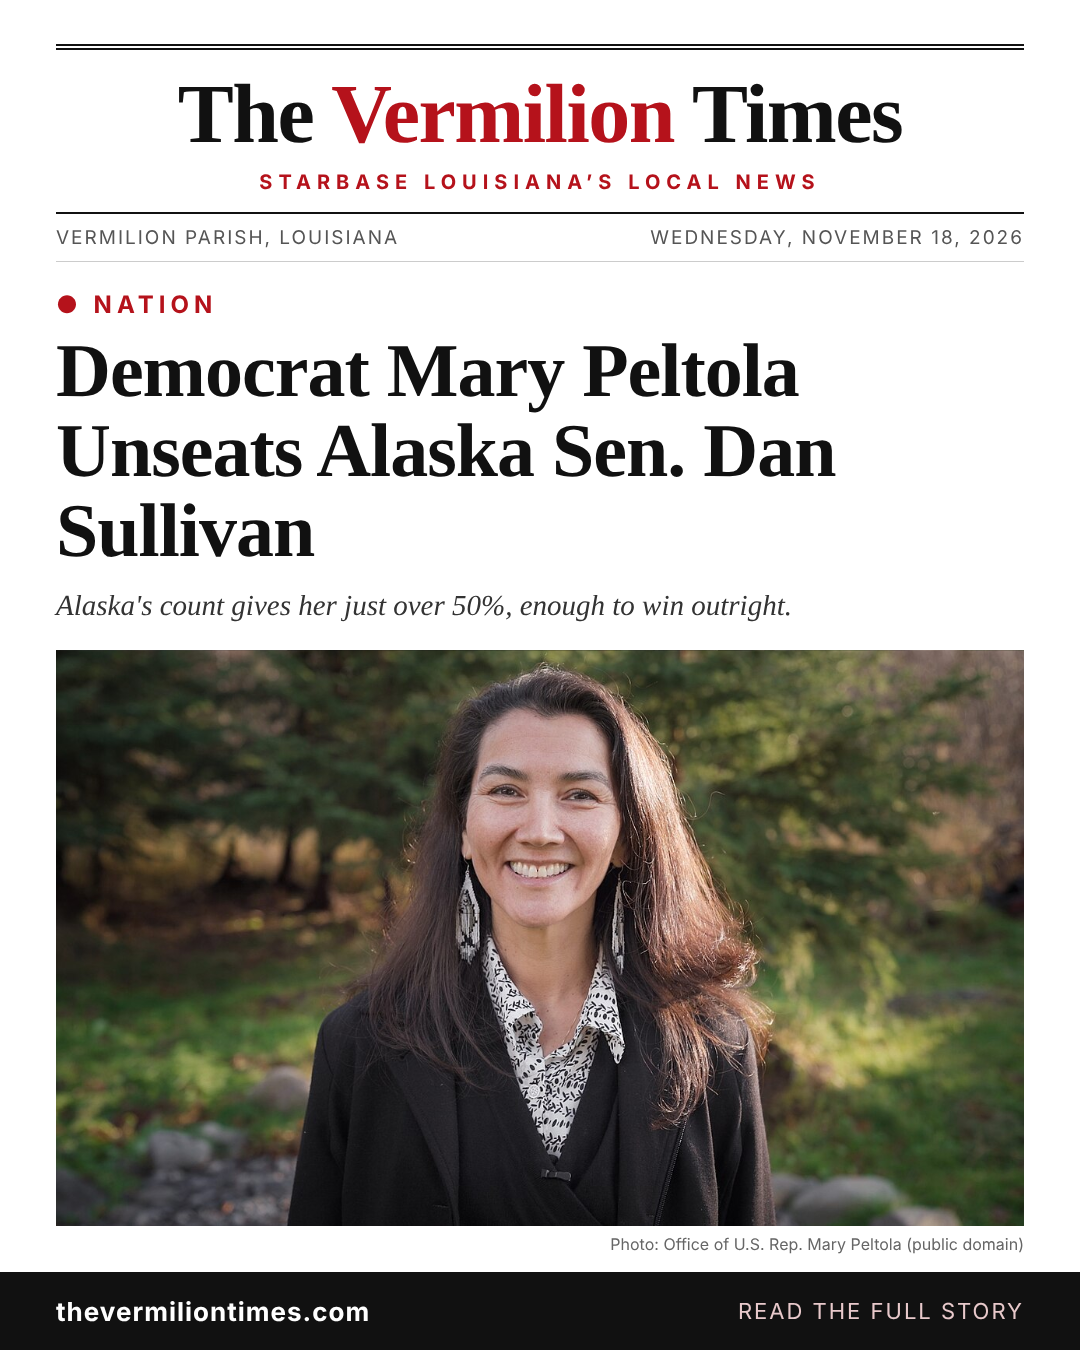 The Vermilion Times
STARBASE LOUISIANA’S LOCAL NEWS
VERMILION PARISH, LOUISIANA
WEDNESDAY, NOVEMBER 18, 2026
NATION
Democrat Mary Peltola
Unseats Alaska Sen. Dan
Sullivan
Alaska's count gives her just over 50%, enough to win outright.
Photo: Office of U.S. Rep. Mary Peltola (public domain)
thevermiliontimes.com
READ THE FULL STORY